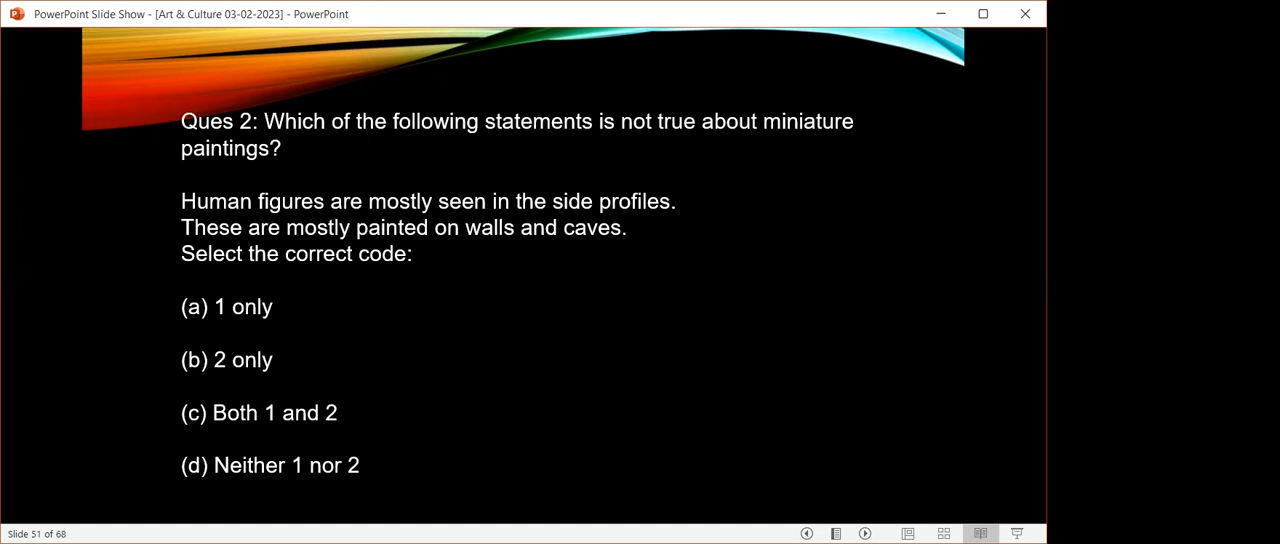 PowerPoint Slide Show - [Art & Culture 03-02-2023] - PowerPoint
Ques 2: Which of the following statements is not true about miniature
paintings?
Human figures are mostly seen in the side profiles.
These are mostly painted on walls and caves.
Select the correct code:
(a) 1 only
(b) 2 only
(c) Both 1 and 2
(d) Neither 1 nor 2
Slide 51 of 68